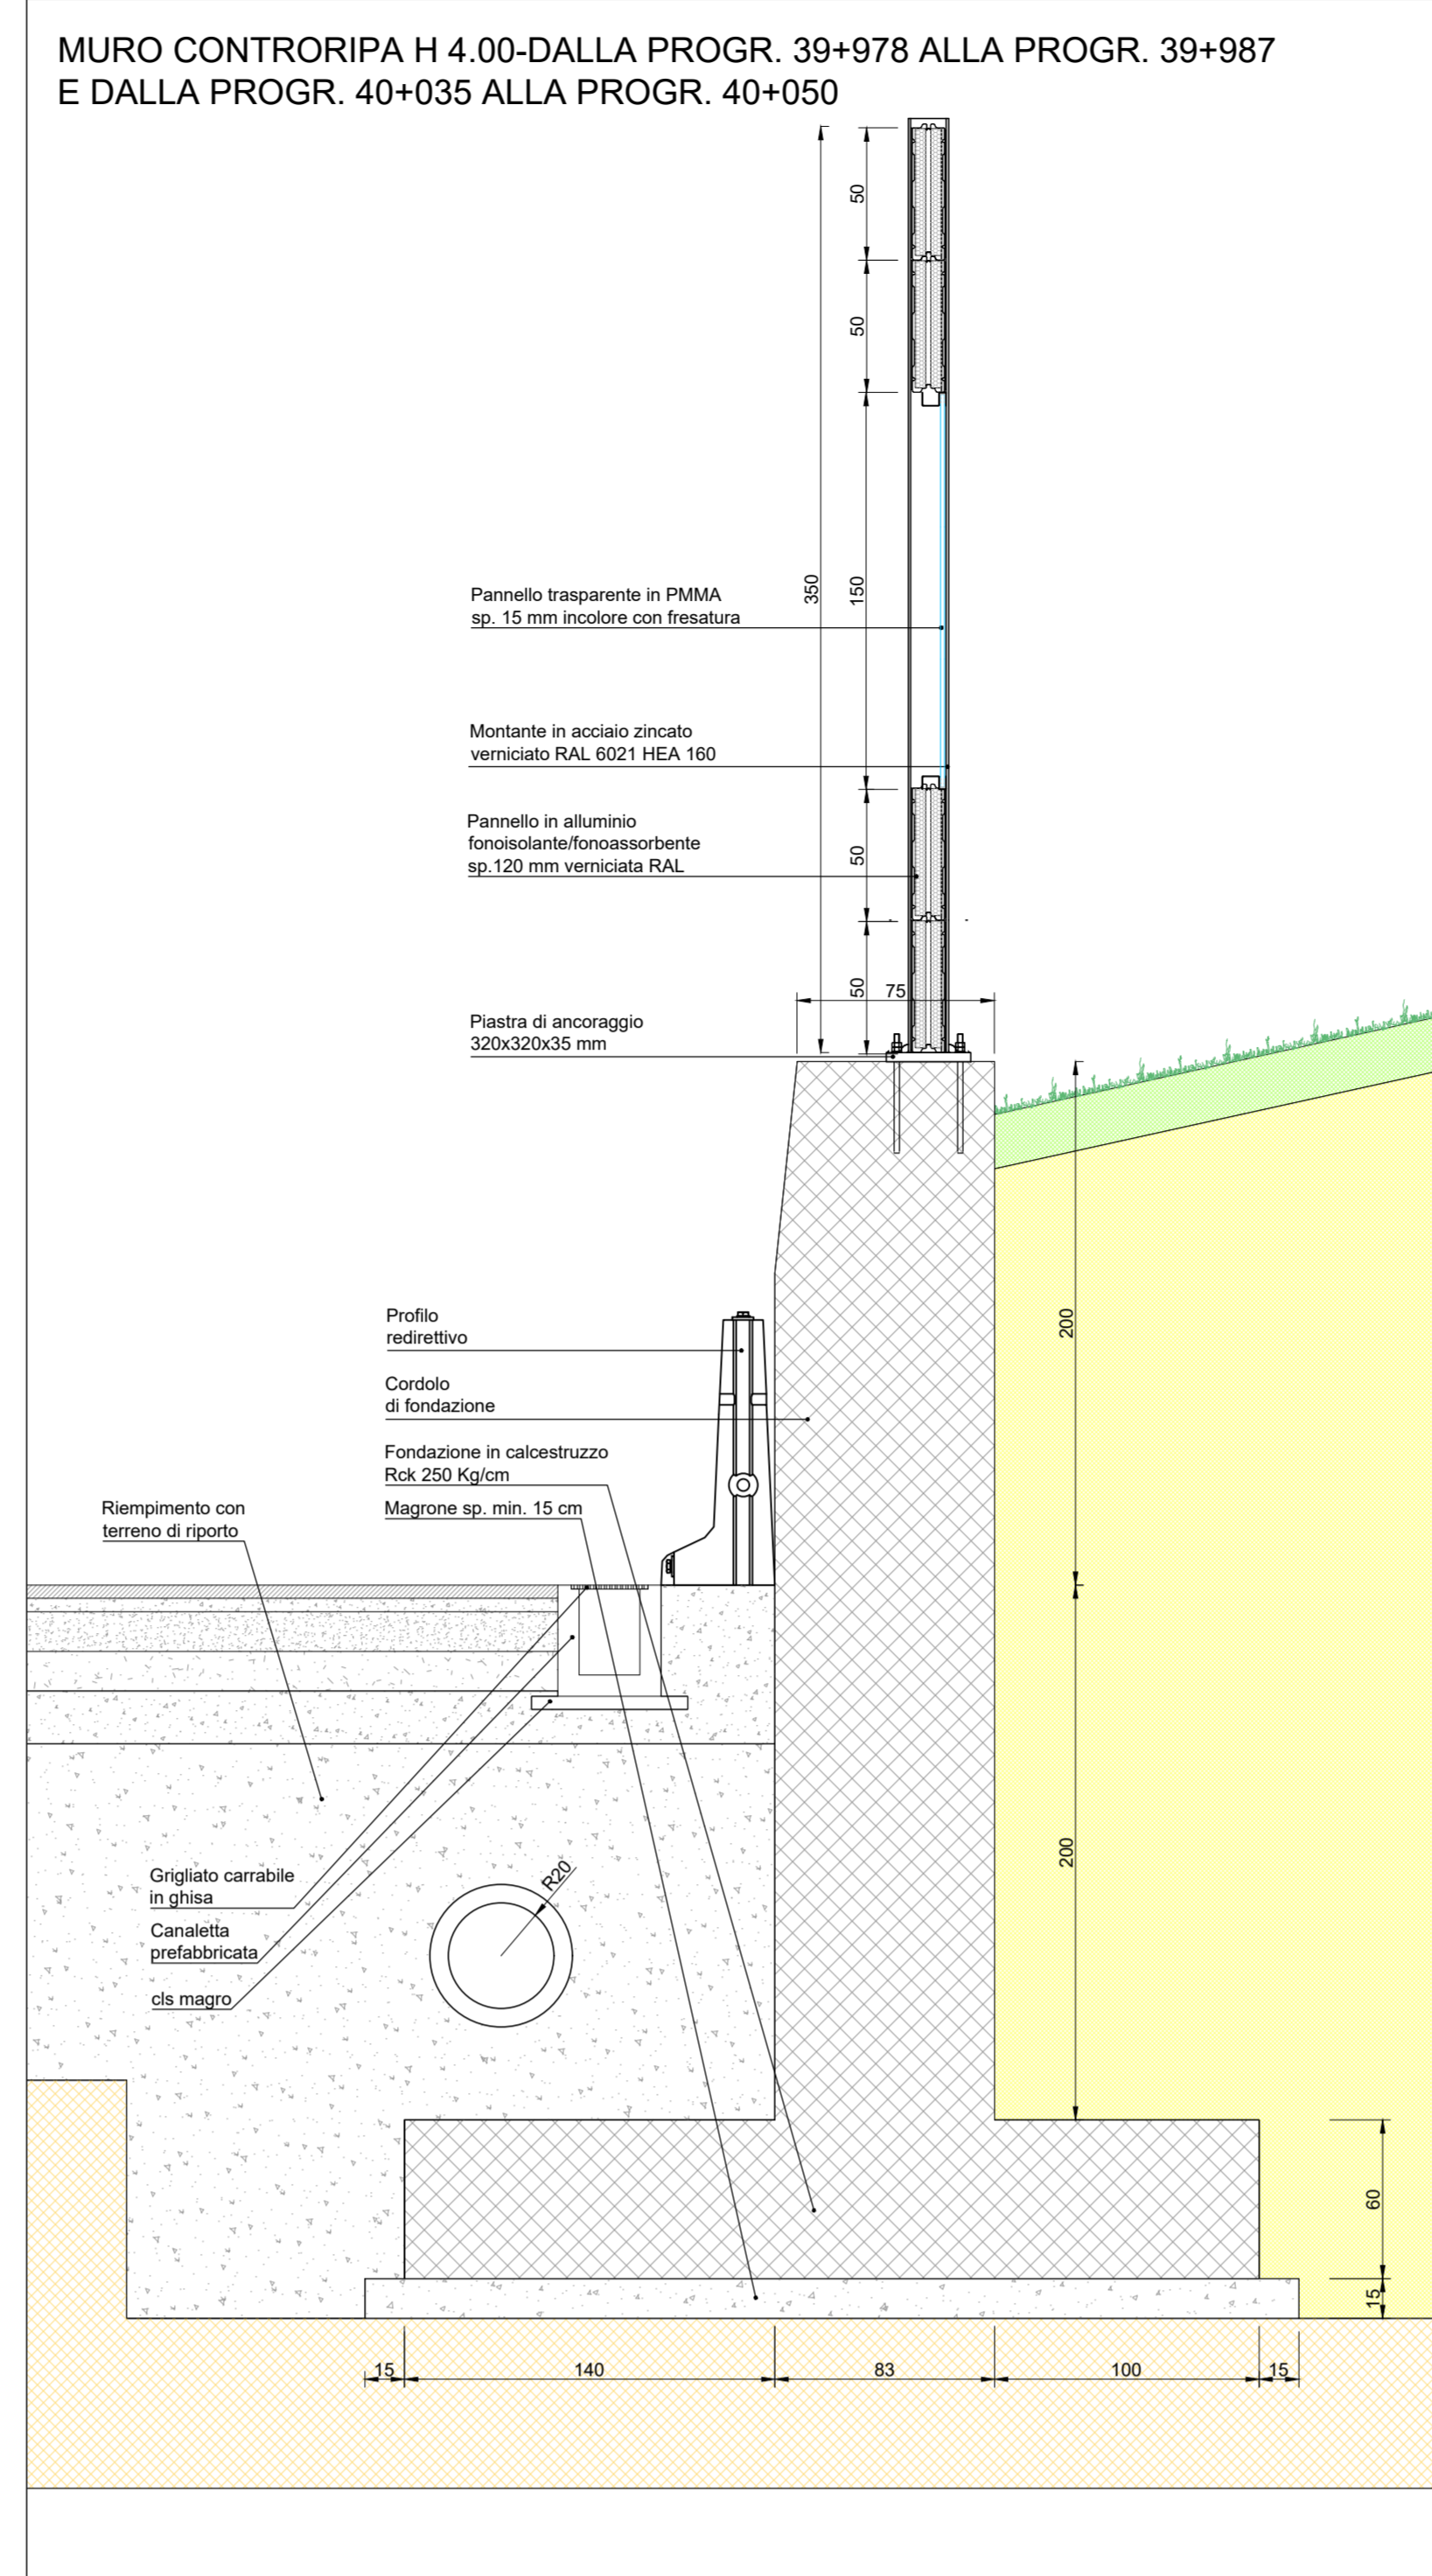 MURO CONTRORIPA H 4.00-DALLA PROGR. 39+978 ALLA PROGR. 39+987
E DALLA PROGR. 40+035 ALLA PROGR. 40+050
50
50
350
150
Pannello trasparente in PMMA
sp. 15 mm incolore con fresatura
Montante in acciaio zincato
verniciato RAL 6021 HEA 160
Pannello in alluminio
fonoisolante/fonoassorbente
sp.120 mm verniciata RAL
50
50
75
Piastra di ancoraggio
320x320x35 mm
200
Profilo
redirettivo
Cordolo
di fondazione
Fondazione in calcestruzzo
Rck 250 Kg/cm
Magrone sp. min. 15 cm
Riempimento con
terreno di riporto
200
R20
Grigliato carrabile
in ghisa
Canaletta
prefabbricata
cls magro
60
15
15
140
83
100
15